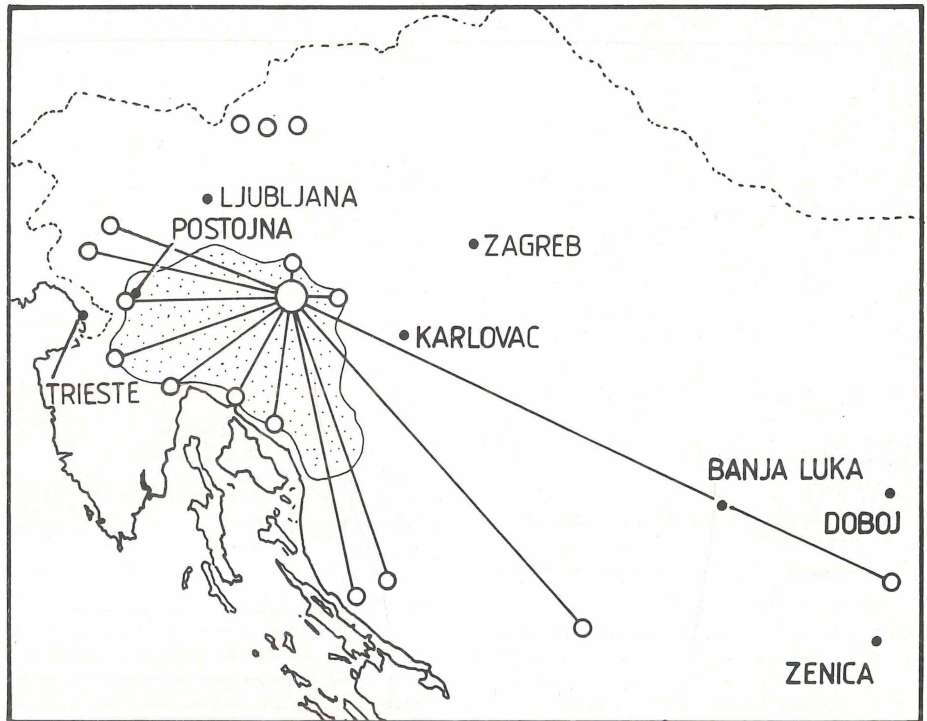 LJUBLJANA
POSTOJNA
ZAGREB
KARLOVAC
TRIESTE
BANJA LUKA
DOBOJ
ZENICA